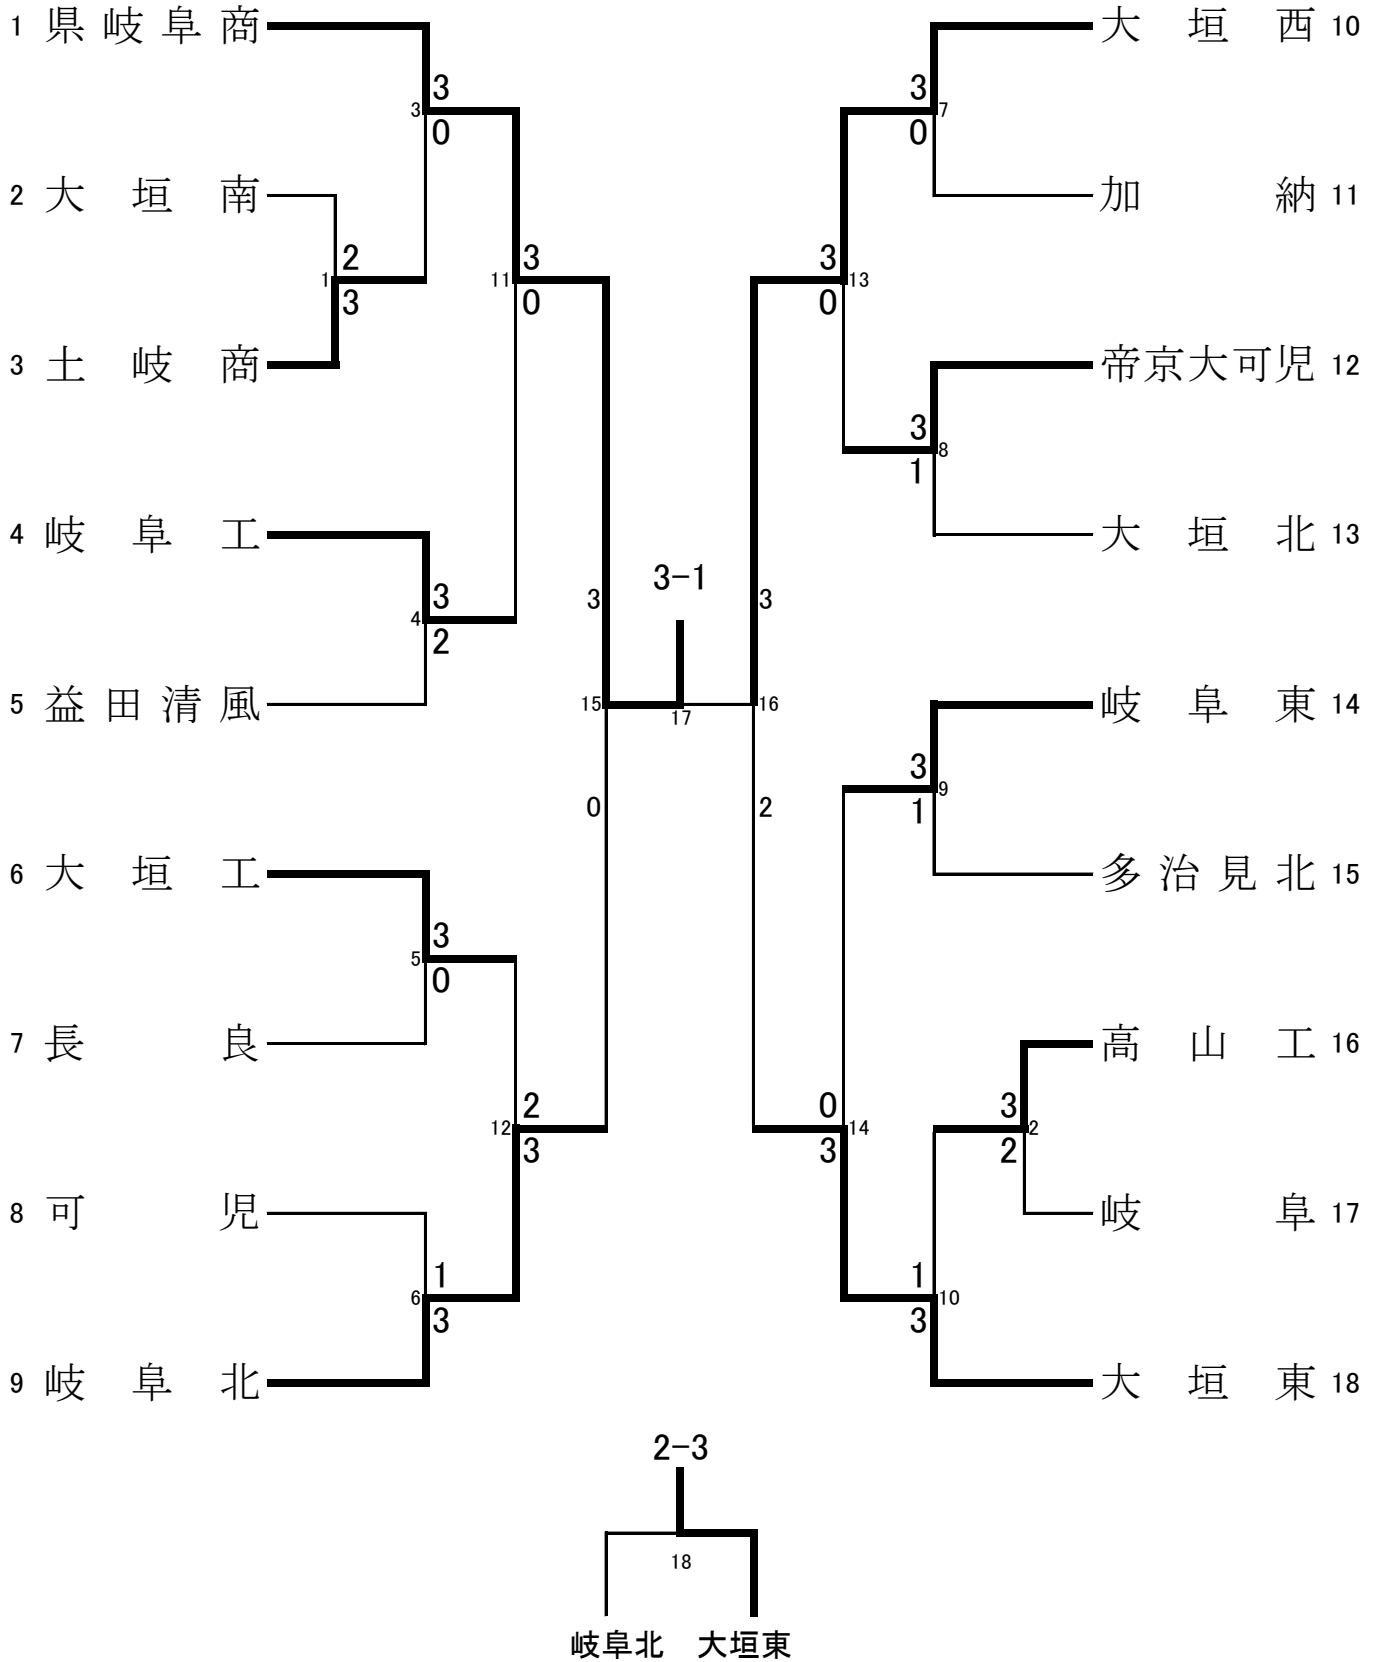 1 県岐阜商
大垣西 10
3
3
3
7
0
0
2 大垣南
加納 11
2
3
3
1
11
13
3
0
0
3 土岐商
帝京大可児 12
3
8
1
4 岐阜工
大垣北 13
3-1
3
3
3
4
2
5 益田清風
15
17
16
岐阜東 14
3
9
0
2
1
6 大垣工
多治見北 15
3
5
0
7 長良
高山工 16
2
0
3
12
14
2
3
3
2
8 可児
岐阜 17
1
1
6
10
3
3
9 岐阜北
大垣東 18
2-3
18
岐阜北 大垣東